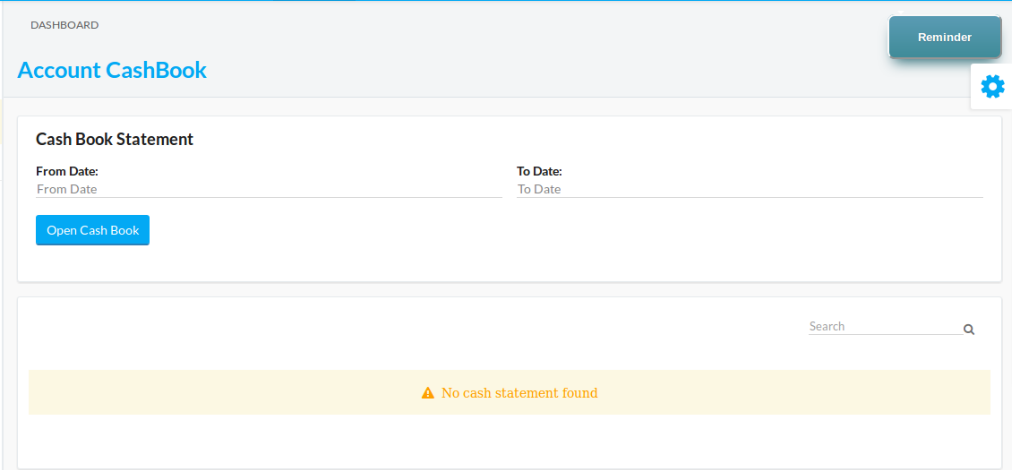 DASHBOARD
Reminder
Account CashBook
Cash Book Statement
From Date:
From Date
To Date:
To Date
Open Cash Book
Search
No cash statement found